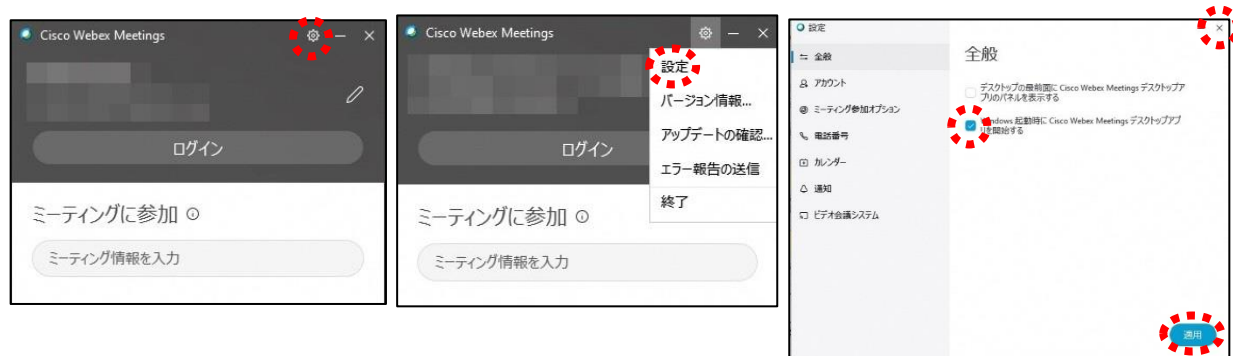 Cisco Webex Meetings
ログイン
ミーティングに参加
ミーティング情報を入力
Cisco Webex Meetings
設定
バージョン情報...
アップデートの確認...
エラー報告の送信
終了
ログイン
ミーティングに参加
ミーティング情報を入力
設定
全般
アカウント
ミーティング参加オプション
電話番号
カレンダー
通知
ビデオ会議システム
全般
デスクトップの最前面に Cisco Webex Meetings デスクトップア
プリのパネルを表示する
Windows 起動時に Cisco Webex Meetings デスクトップアプ
リを開始する
適用